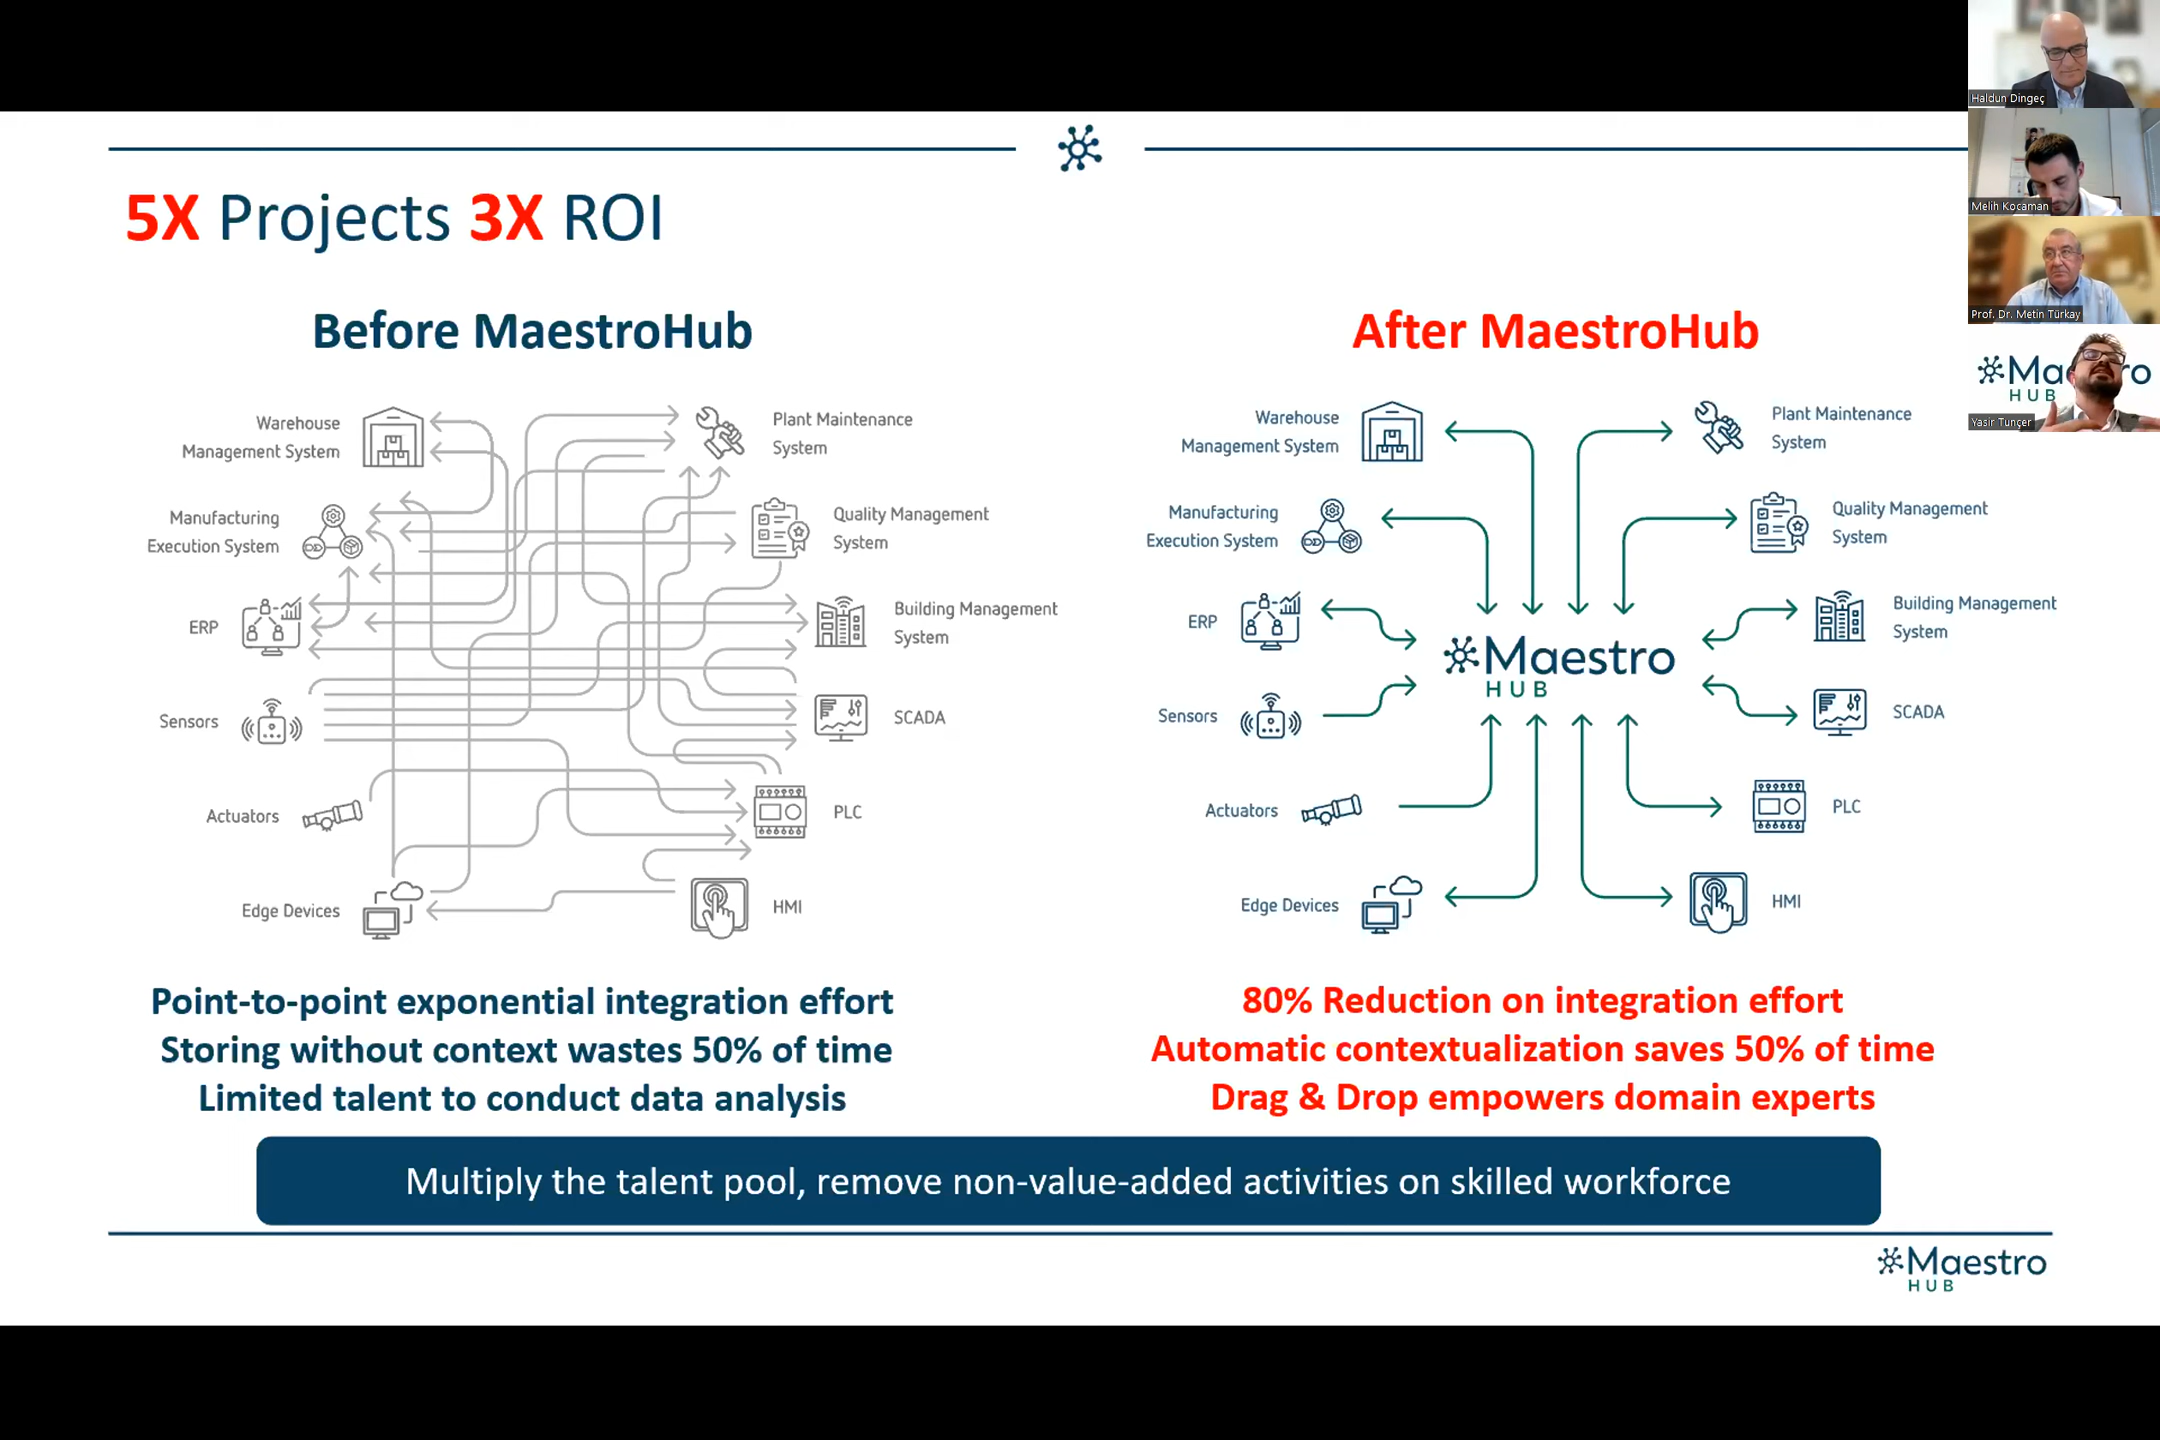 5X Projects 3X ROI
Before MaestroHub
Warehouse
Management System
Plant Maintenance
System
Manufacturing
Execution System
Quality Management
System
ERP
Building Management
System
Sensors
SCADA
Actuators
PLC
Edge Devices
HMI
Point-to-point exponential integration effort
Storing without context wastes 50% of time
Limited talent to conduct data analysis
After MaestroHub
Warehouse
Management System
Plant Maintenance
System
Manufacturing
Execution System
Quality Management
System
ERP
Building Management
System
Maestro
HUB
Sensors
SCADA
Actuators
PLC
Edge Devices
HMI
80% Reduction on integration effort
Automatic contextualization saves 50% of time
Drag & Drop empowers domain experts
Multiply the talent pool, remove non-value-added activities on skilled workforce
Maestro
HUB
Haldun Dingeç
Melih Kocaman
Prof. Dr. Metin Türkay
Ma ro
HUB
Yasir Tunçer